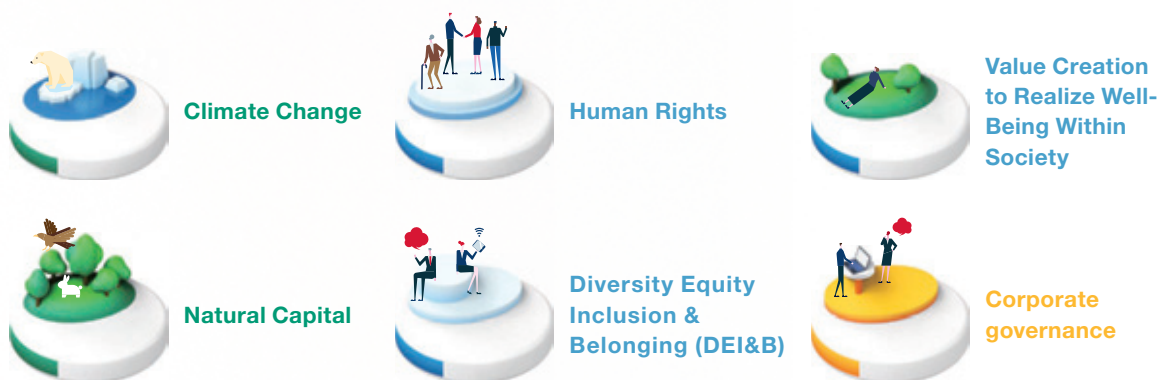 Climate Change
Human Rights
Value Creation
to Realize Well-
Being Within
Society
Natural Capital
Diversity Equity
Inclusion &
Belonging (DEI&B)
Corporate
governance